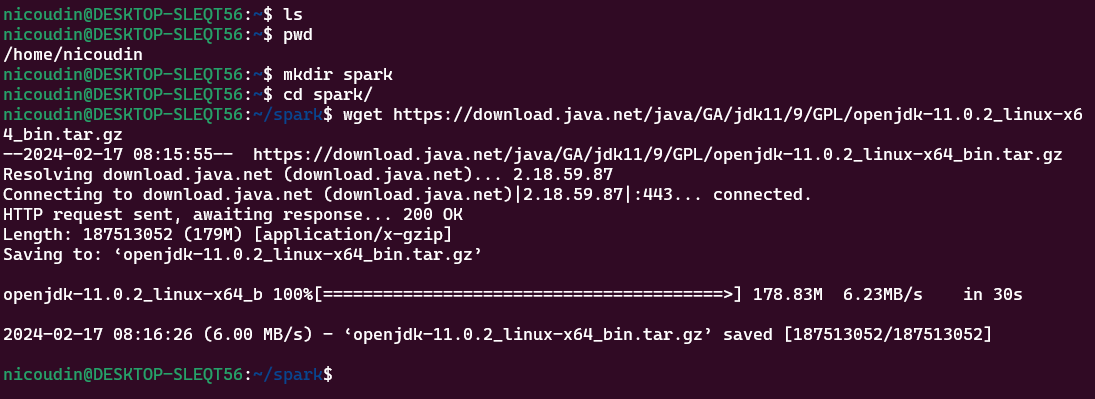 nicoudin@DESKTOP-SLEQT56:~$ ls
nicoudin@DESKTOP-SLEQT56:~$ pwd
/home/nicoudin
nicoudin@DESKTOP-SLEQT56:~$ mkdir spark
nicoudin@DESKTOP-SLEQT56:~$ cd spark/
nicoudin@DESKTOP-SLEQT56:~/spark$ wget https://download.java.net/java/GA/jdk11/9/GPL/openjdk-11.0.2_linux-x6
4_bin.tar.gz
--2024-02-17 08:15:55--  https://download.java.net/java/GA/jdk11/9/GPL/openjdk-11.0.2_linux-x64_bin.tar.gz
Resolving download.java.net (download.java.net)... 2.18.59.87
Connecting to download.java.net (download.java.net)|2.18.59.87|:443... connected.
HTTP request sent, awaiting response... 200 OK
Length: 187513052 (179M) [application/x-gzip]
Saving to: ‘openjdk-11.0.2_linux-x64_bin.tar.gz’
openjdk-11.0.2_linux-x64_b 100%[========================================>] 178.83M  6.23MB/s    in 30s
2024-02-17 08:16:26 (6.00 MB/s) - ‘openjdk-11.0.2_linux-x64_bin.tar.gz’ saved [187513052/187513052]
nicoudin@DESKTOP-SLEQT56:~/spark$